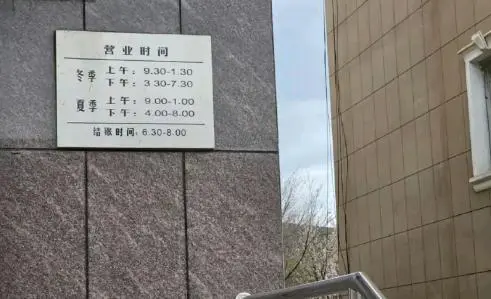 营业时间
冬季 上午：9.30-1.30
下午：3.30-7.30
夏季 上午：9.00-1.00
下午：4.00-8.00
结账时间：6.30-8.00